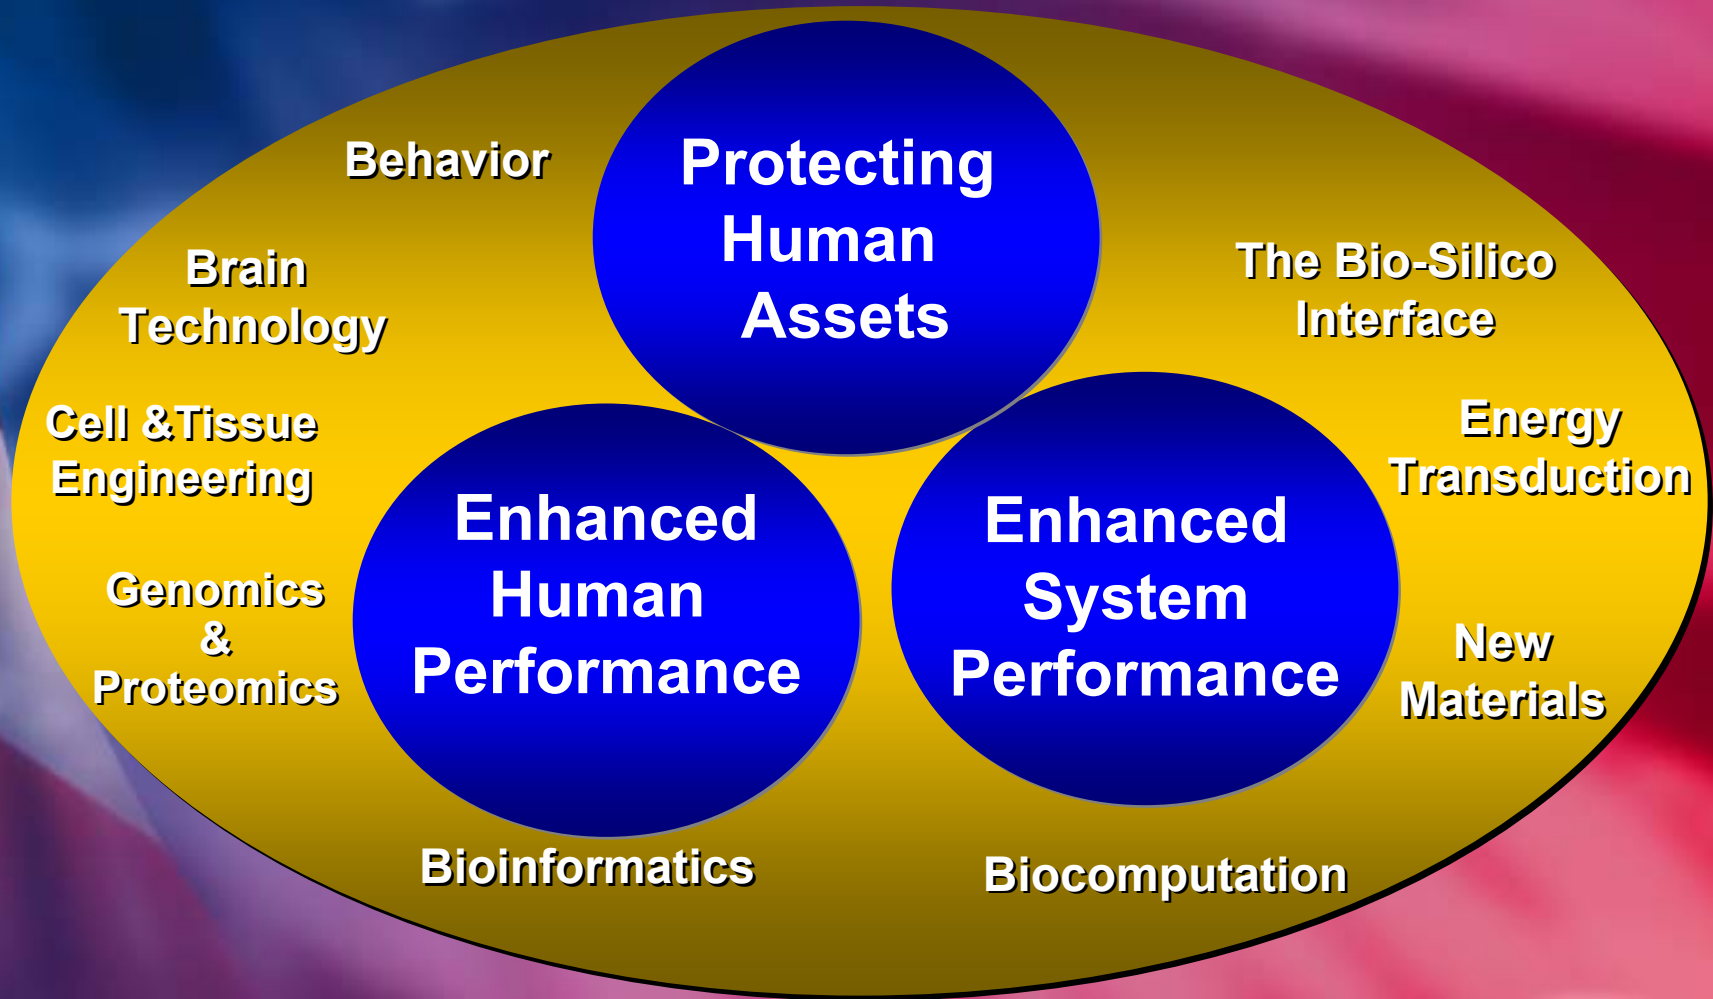 Behavior
Protecting
Human
Assets
Brain
Technology
The Bio-Silico
Interface
Cell &Tissue
Engineering
Energy
Transduction
Enhanced
Human
Performance
Enhanced
System
Performance
Genomics
&
Proteomics
New
Materials
Bioinformatics
Biocomputation